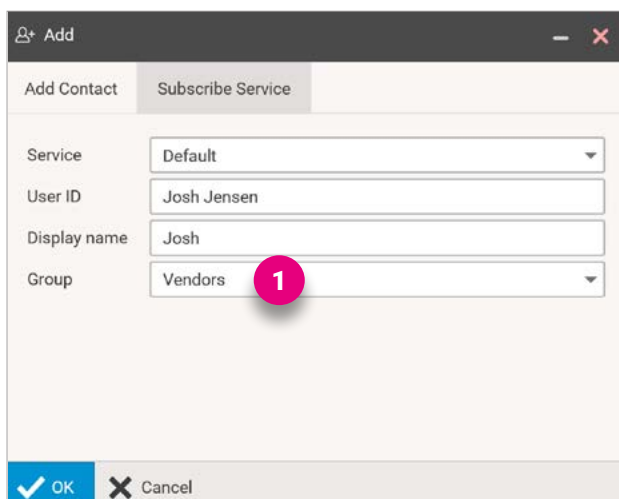 Add
Add Contact Subscribe Service
Service Default
User ID Josh Jensen
Display name Josh
Group Vendors 1
OK Cancel